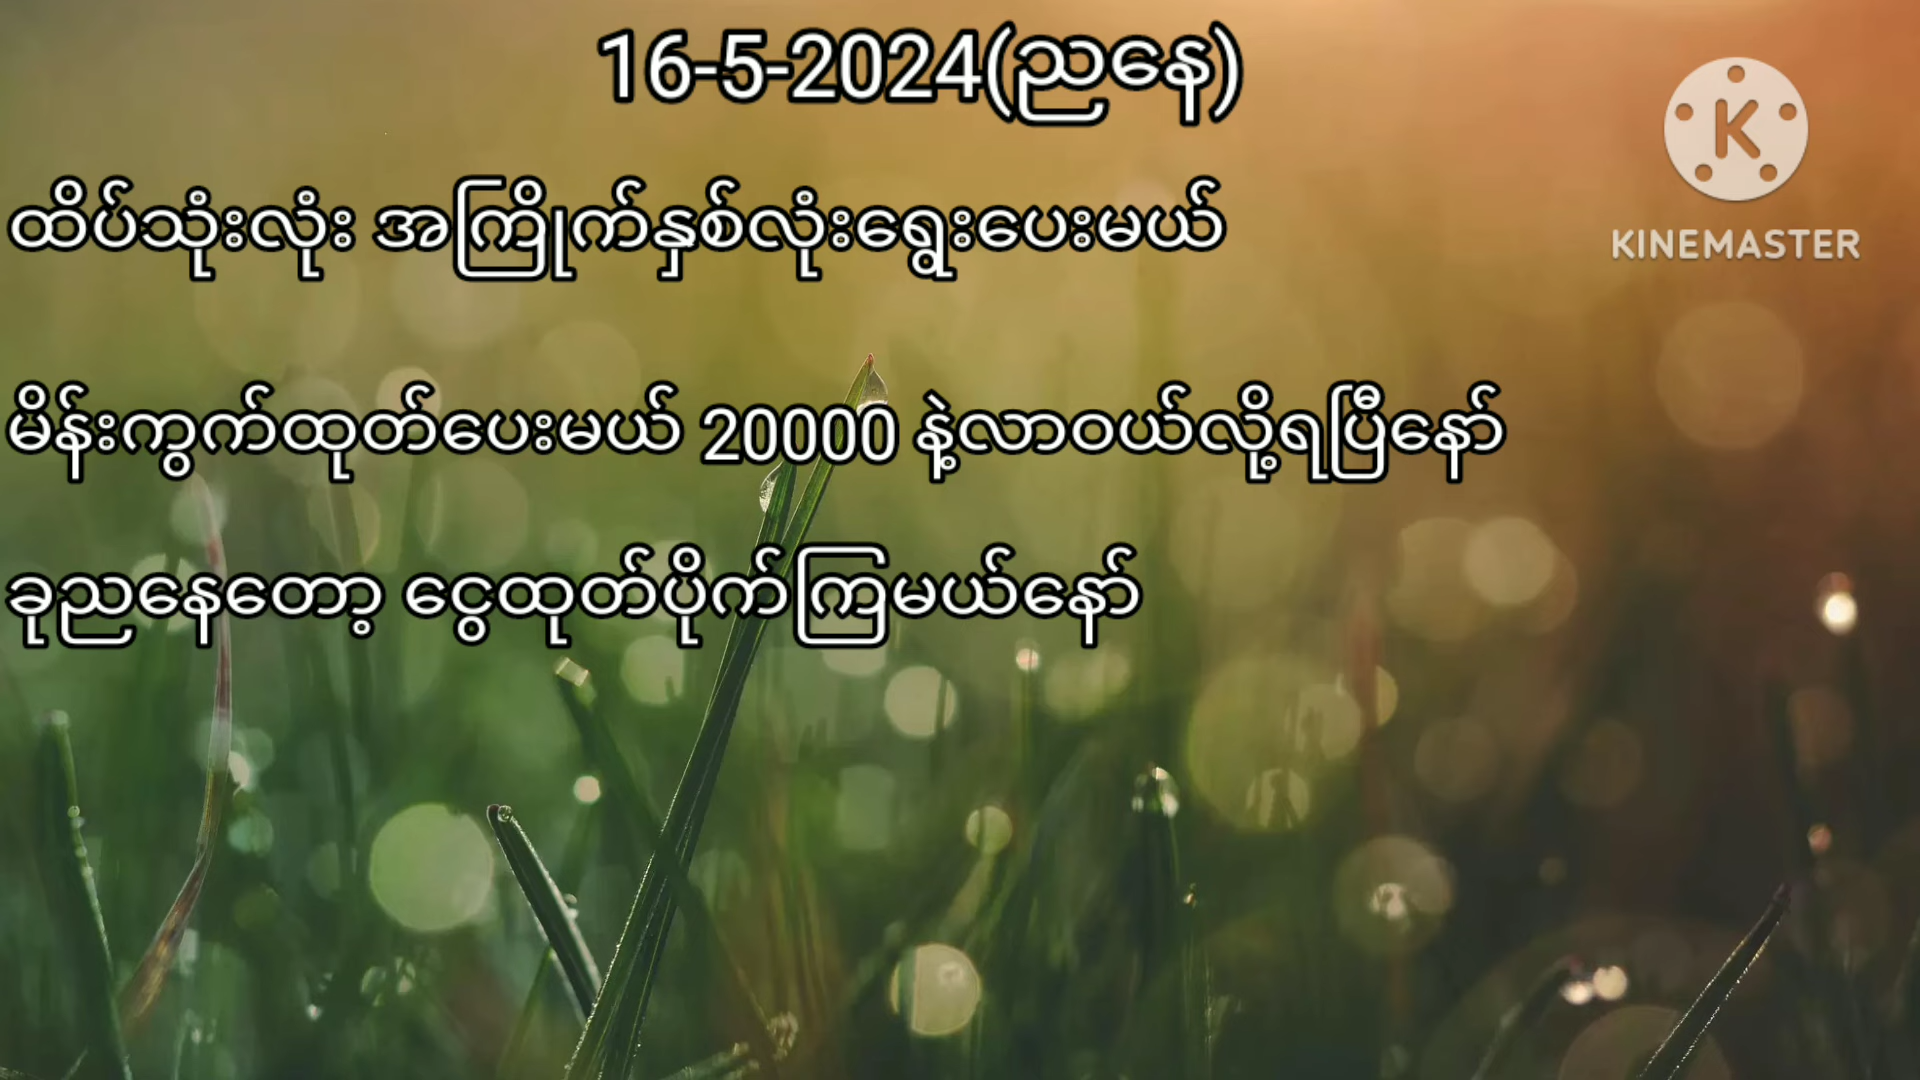 16-5-2024(ညနေ)
ထိပ်သုံးလုံး အကြိုက်နှစ်လုံးရွေးပေးမယ်
KINEMASTER
မိန်းကွက်ထုတ်ပေးမယ် 20000 နဲ့လာဝယ်လို့ရပြီနော်
ခုညနေတော့ ငွေထုတ်ပိုက်ကြမယ်နော်